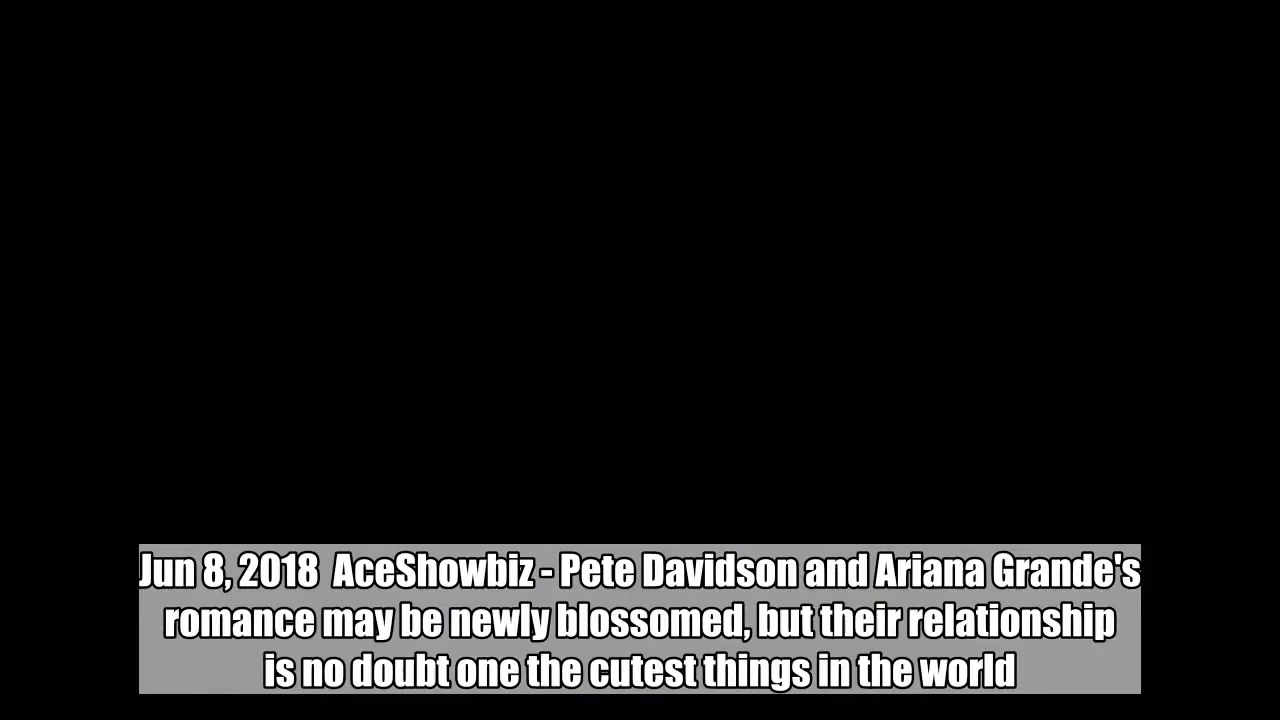 Jun 8, 2018  AceShowbiz - Pete Davidson and Ariana Grande's
romance may be newly blossomed, but their relationship
is no doubt one the cutest things in the world